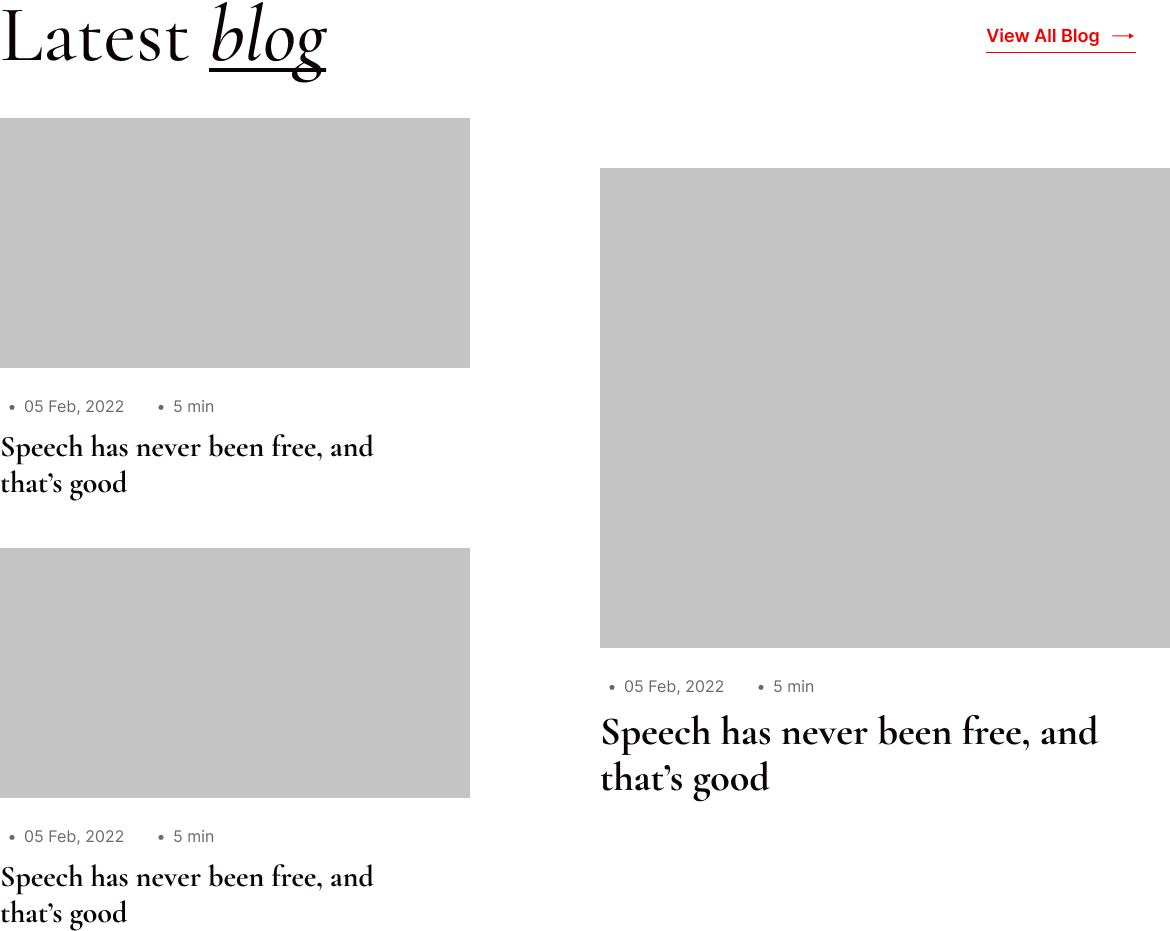 Latest blog
View All Blog →
• 05 Feb, 2022 • 5 min
Speech has never been free, and
that’s good
• 05 Feb, 2022 • 5 min
Speech has never been free, and
that’s good
• 05 Feb, 2022 • 5 min
Speech has never been free, and
that’s good